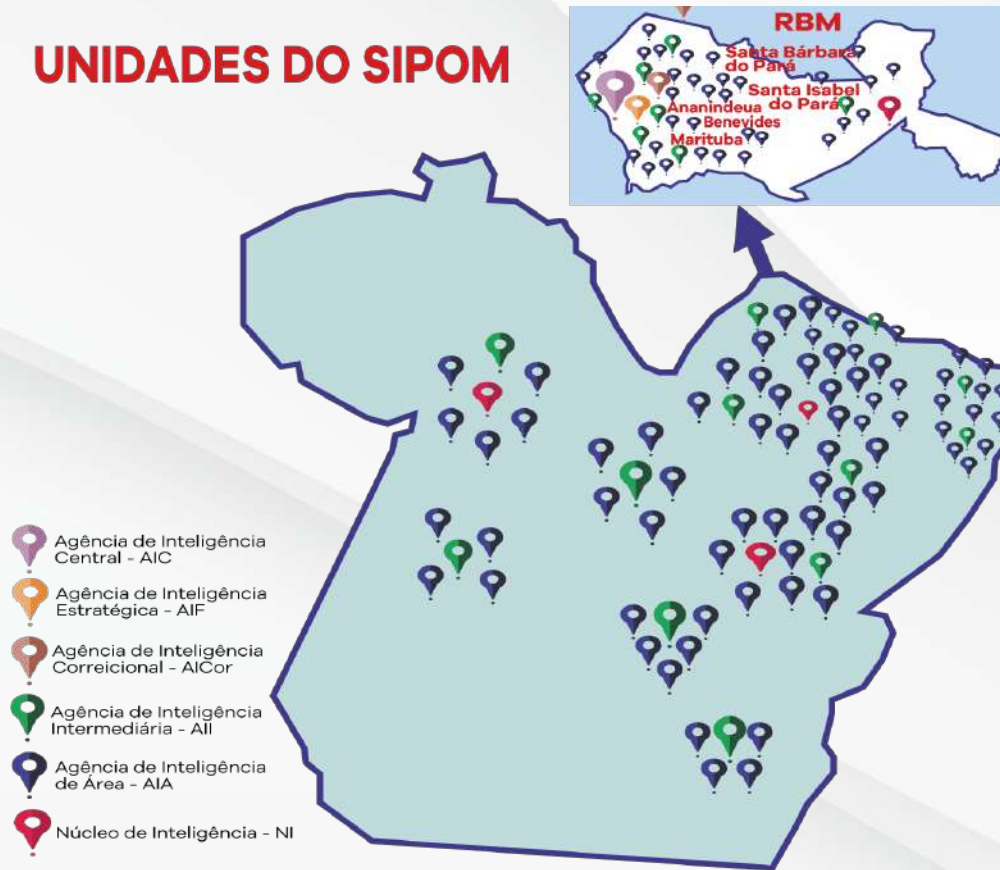 UNIDADES DO SIPOM
RBM
Santa Bárbara
do Pará
Santa Isabel
do Pará
Ananindeua
Benevides
Marituba
Agência de Inteligência
Central - AIC
Agência de Inteligência
Estratégica - AIF
Agência de Inteligência
Correicional - AICor
Agência de Inteligência
Intermediária - AII
Agência de Inteligência
de Área - AIA
Núcleo de Inteligência - NI